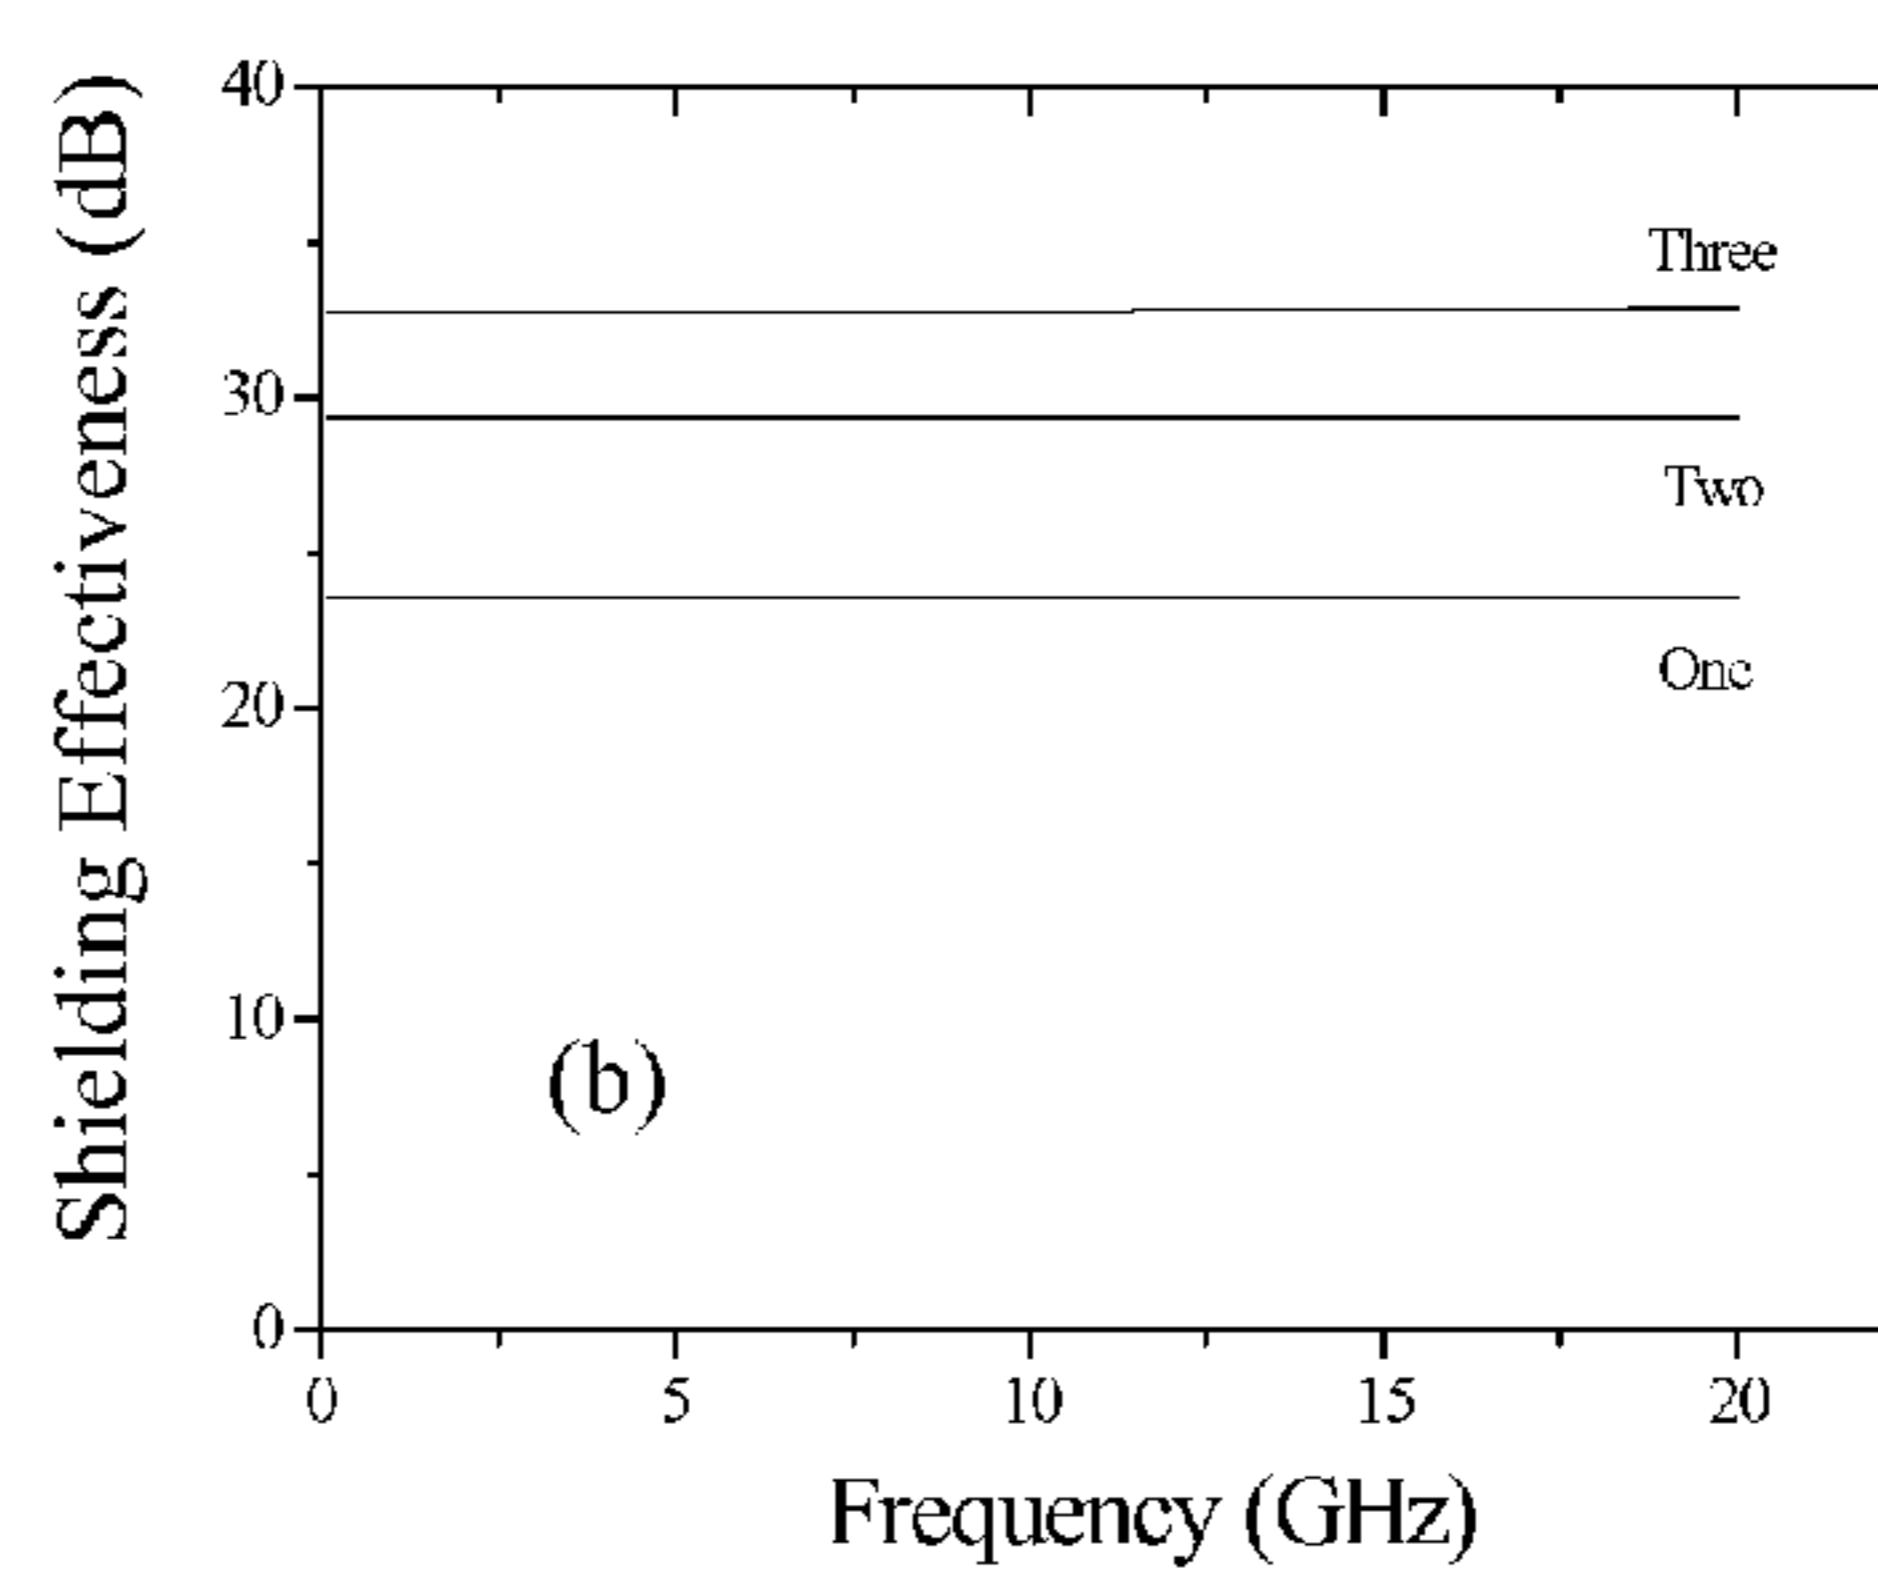 Shielding Effectiveness (dB)
40
30
20
10
0
Three
Two
One
(b)
0 5 10 15 20
Frequency (GHz)